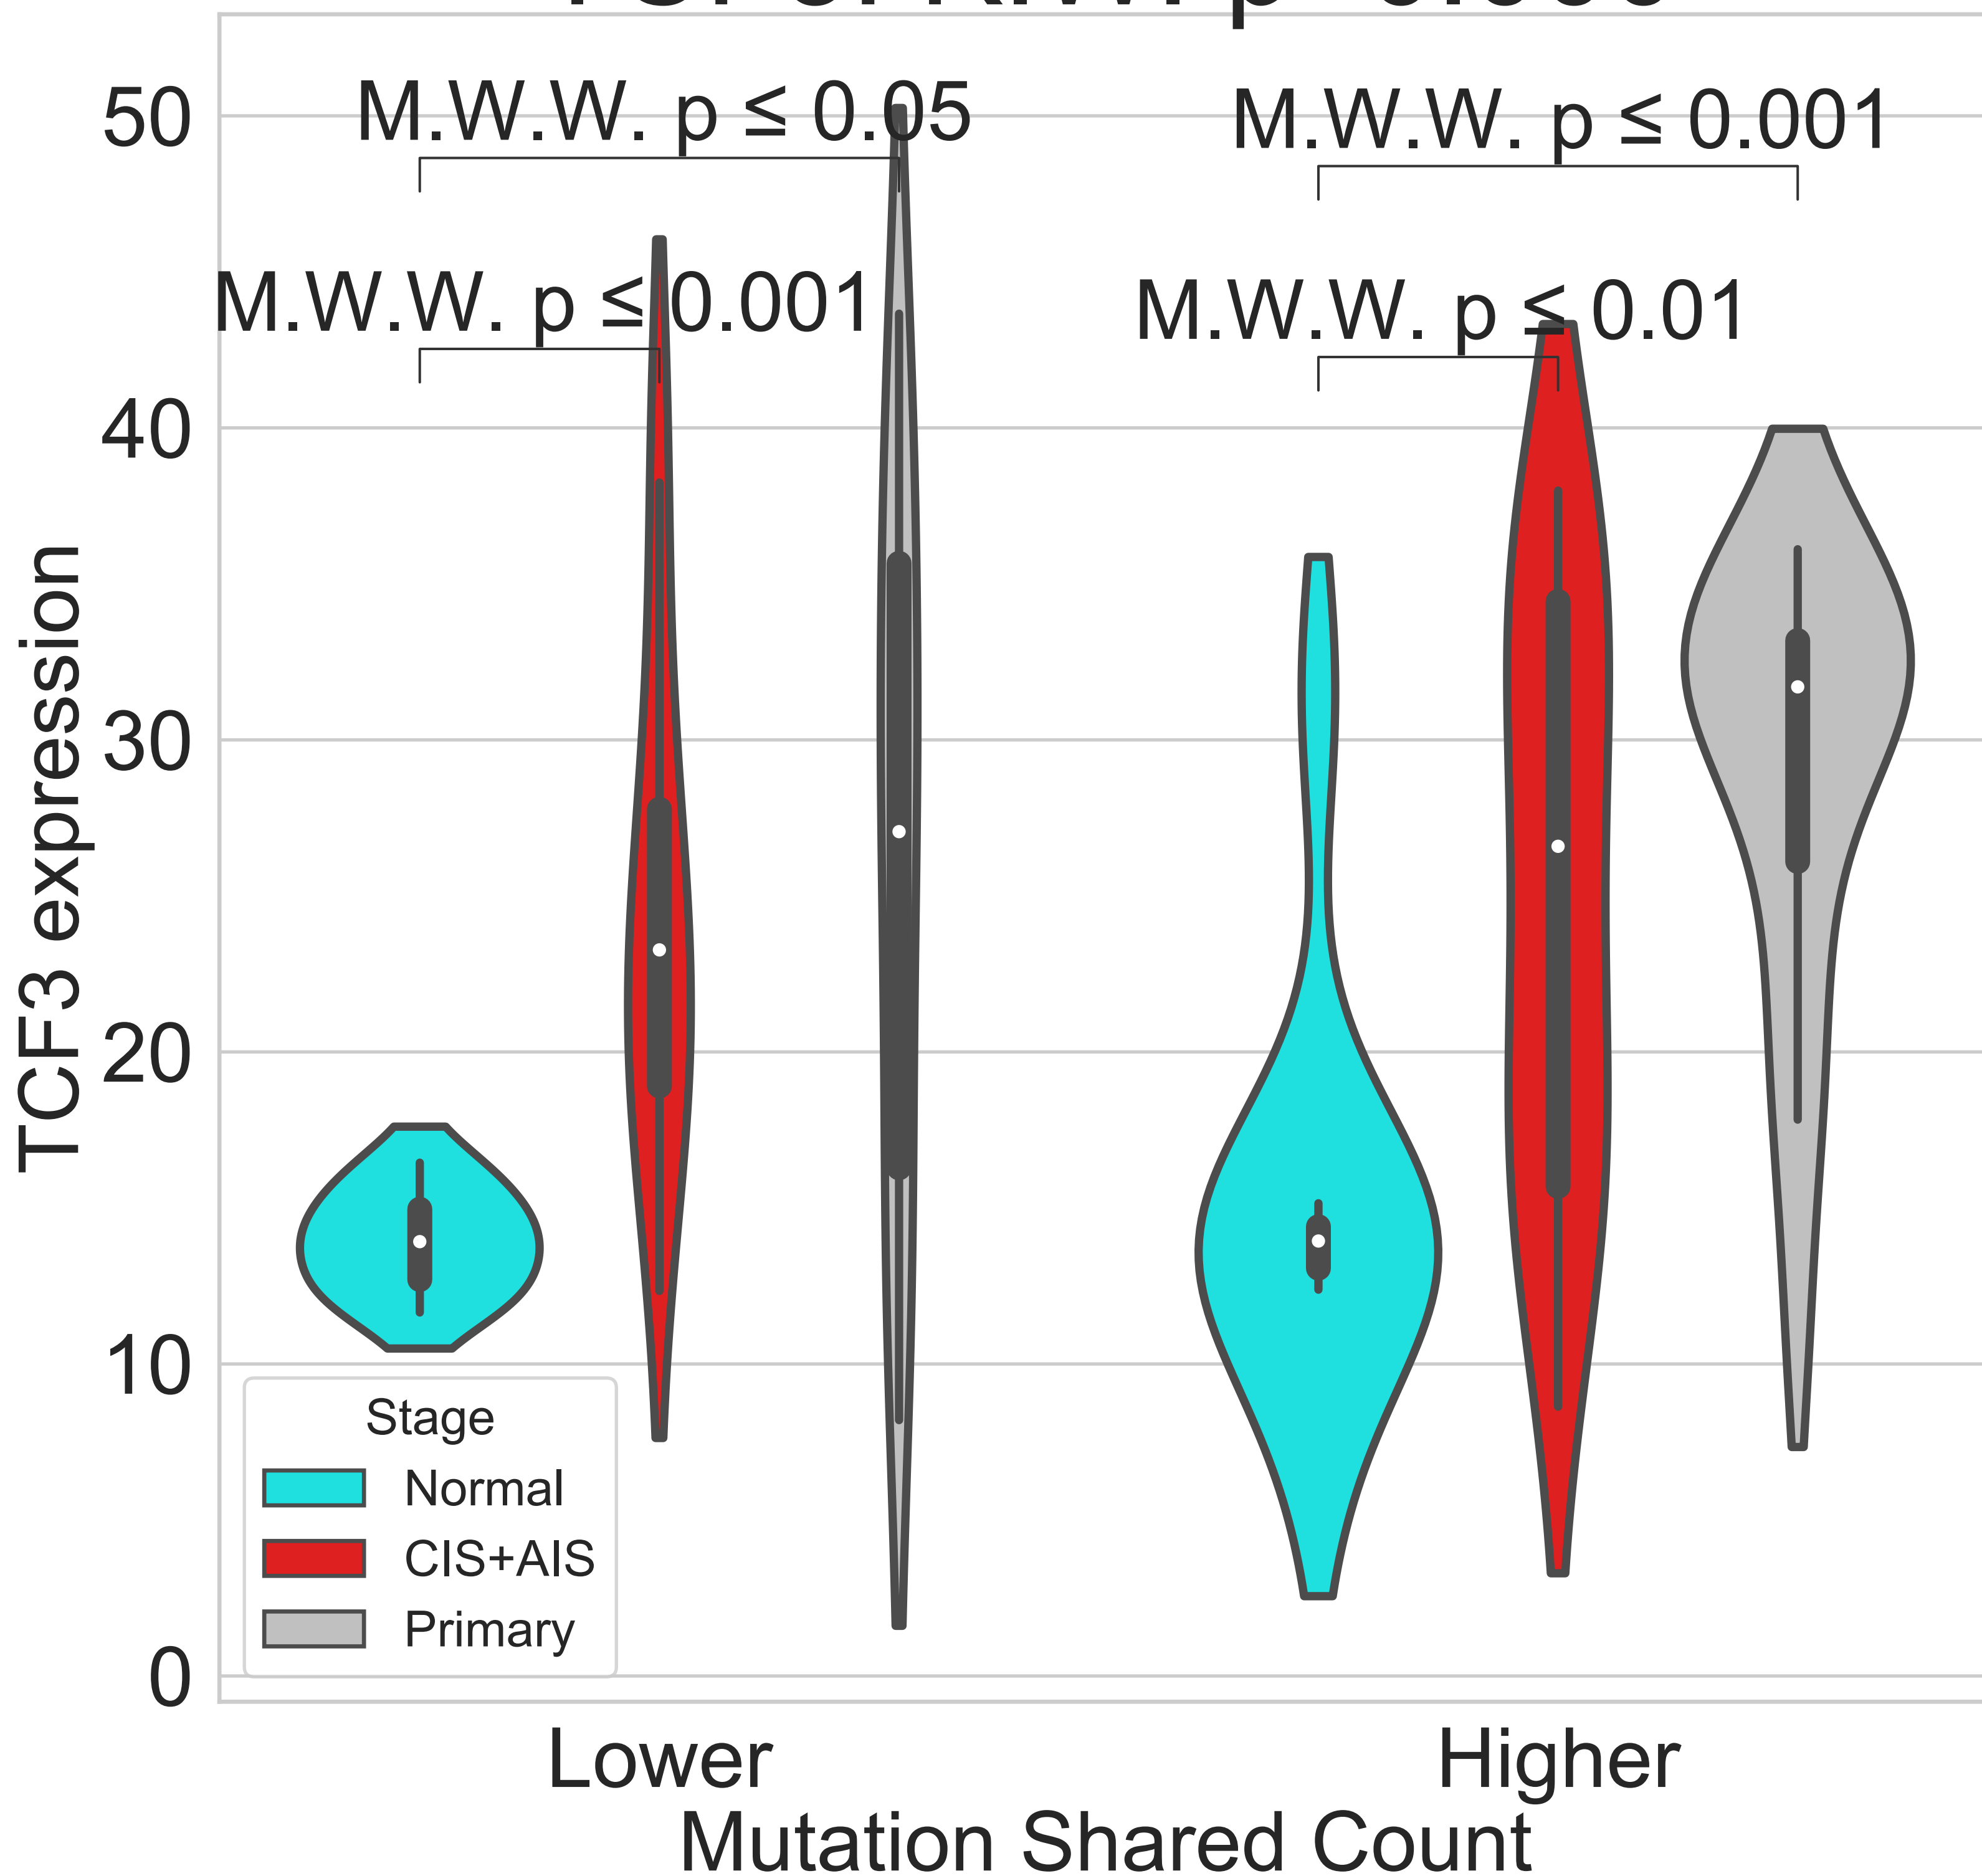 50
M.W.W. p ≤ 0.05
M.W.W. p ≤ 0.001
M.W.W. p ≤ 0.001
M.W.W. p ≤ 0.01
40
30
20
10
0
TCF3 expression
Stage
Normal
CIS+AIS
Primary
Lower
Higher
Mutation Shared Count